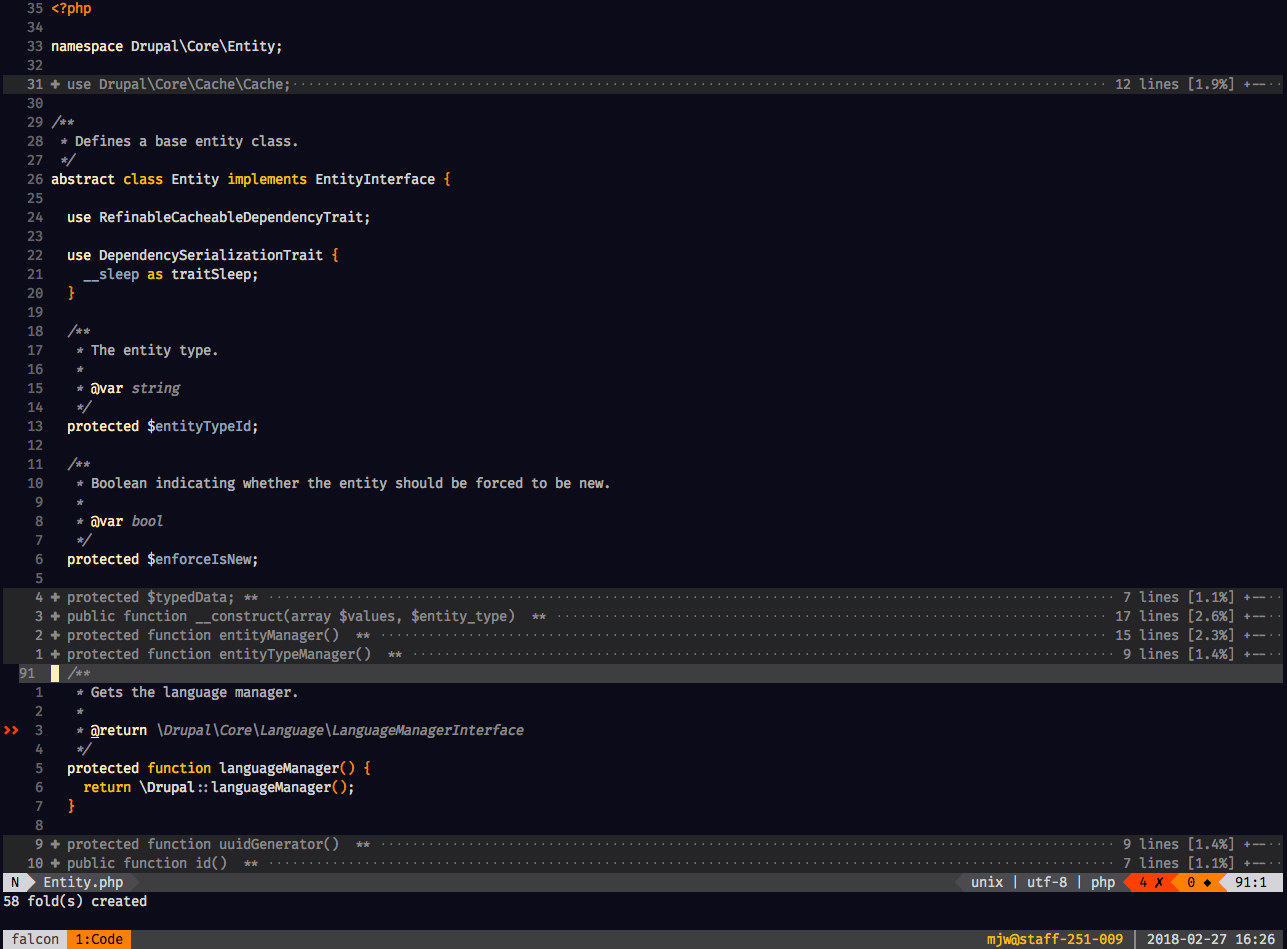 35 <?php
34
33 namespace Drupal\Core\Entity;
32
31 + use Drupal\Core\Cache\Cache;······························ 12 lines [1.9%] +--··
30
29 /**
28  * Defines a base entity class.
27  */
26 abstract class Entity implements EntityInterface {
25
24   use RefinableCacheableDependencyTrait;
23
22   use DependencySerializationTrait {
21     __sleep as traitSleep;
20   }
19
18   /**
17    * The entity type.
16    *
15    * @var string
14    */
13   protected $entityTypeId;
12
11   /**
10    * Boolean indicating whether the entity should be forced to be new.
9    *
8    * @var bool
7    */
6   protected $enforceIsNew;
5
4 + protected $typedData; ** ······························ 7 lines [1.1%] +--··
3 + public function __construct(array $values, $entity_type)  ** ······························ 17 lines [2.6%] +--··
2 + protected function entityManager()  ** ······························ 15 lines [2.3%] +--··
1 + protected function entityTypeManager()  ** ······························ 9 lines [1.4%] +--··
91   /**
1    * Gets the language manager.
2    *
>> 3    * @return \Drupal\Core\Language\LanguageManagerInterface
4    */
5   protected function languageManager() {
6     return \Drupal::languageManager();
7   }
8
9 + protected function uuidGenerator()  ** ······························ 9 lines [1.4%] +--··
10 + public function id()  ** ······························ 7 lines [1.1%] +--··
N Entity.php unix | utf-8 | php 4 ✗ 0 ◆ 91:1
58 fold(s) created
falcon 1:Code mjw@staff-251-009 │ 2018-02-27 16:26